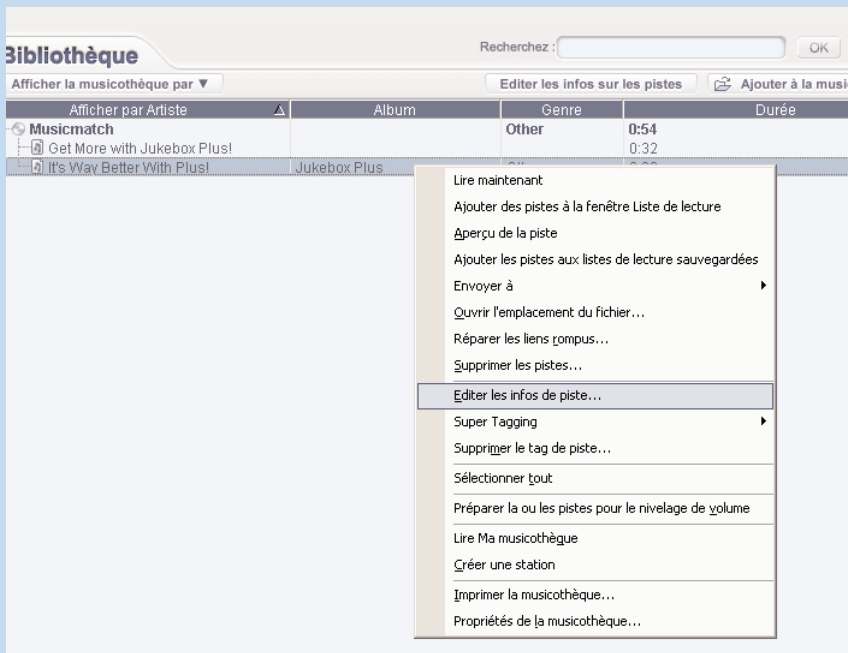 Bibliothèque
Recherchez :
OK
Afficher la musicothèque par ▼
Editer les infos sur les pistes
Ajouter à la musi
Afficher par Artiste
Album
Genre
Durée
Musicmatch
Other
0:54
Get More with Jukebox Plus!
0:32
It's Way Better With Plus!
Jukebox Plus
Lire maintenant
Ajouter des pistes à la fenêtre Liste de lecture
Aperçu de la piste
Ajouter les pistes aux listes de lecture sauvegardées
Envoyer à
Ouvrir l'emplacement du fichier...
Réparer les liens rompus...
Supprimer les pistes...
Editer les infos de piste...
Super Tagging
Supprimer le tag de piste...
Sélectionner tout
Préparer la ou les pistes pour le nivelage de volume
Lire Ma musicothèque
Créer une station
Imprimer la musicothèque...
Propriétés de la musicothèque...